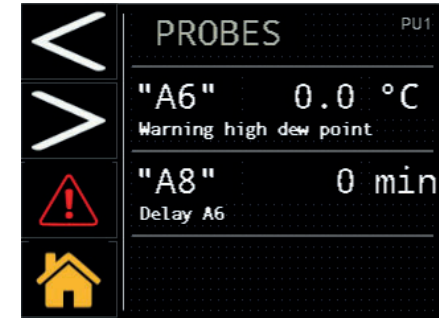 PROBES PU1
"A6" 0.0 °C
Warning high dew point
"A8" 0 min
Delay A6